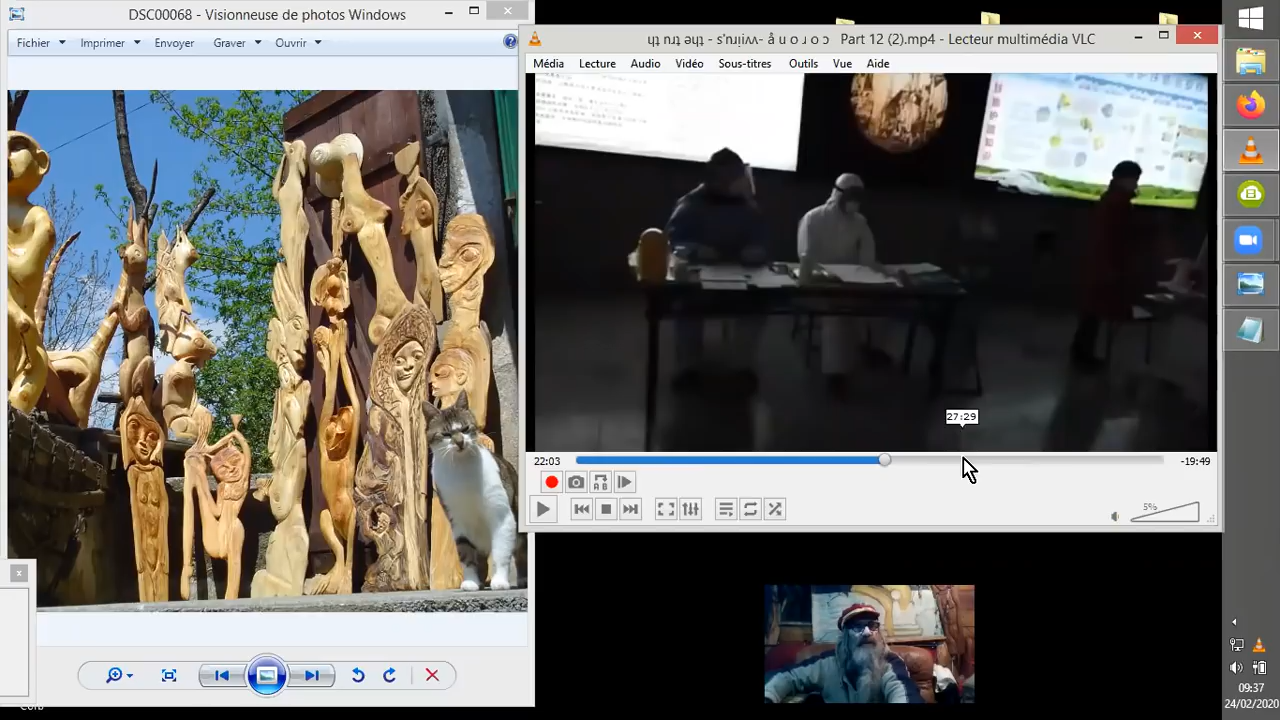 DSC00068 - Visionneuse de photos Windows
Fichier Imprimer Envoyer Graver Ouvrir
Part 12 (2).mp4 - Lecteur multimédia VLC
Média Lecture Audio Vidéo Sous-titres Outils Vue Aide
27:29
22:03 -19:49
5%
09:37
24/02/2020